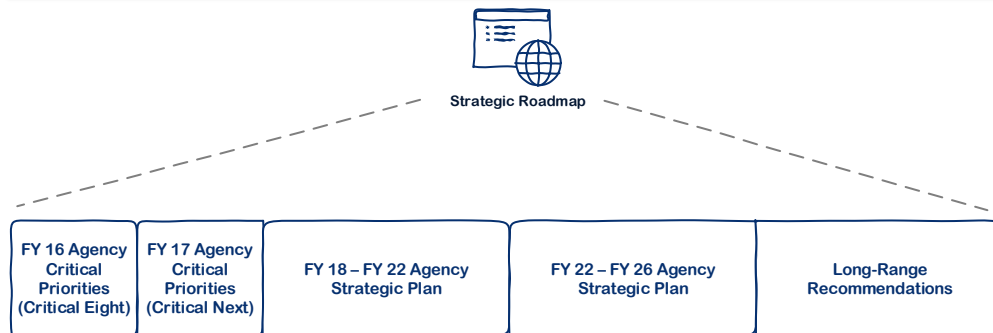 Strategic Roadmap
FY 16 Agency
Critical
Priorities
(Critical Eight)
FY 17 Agency
Critical
Priorities
(Critical Next)
FY 18 – FY 22 Agency
Strategic Plan
FY 22 – FY 26 Agency
Strategic Plan
Long-Range
Recommendations